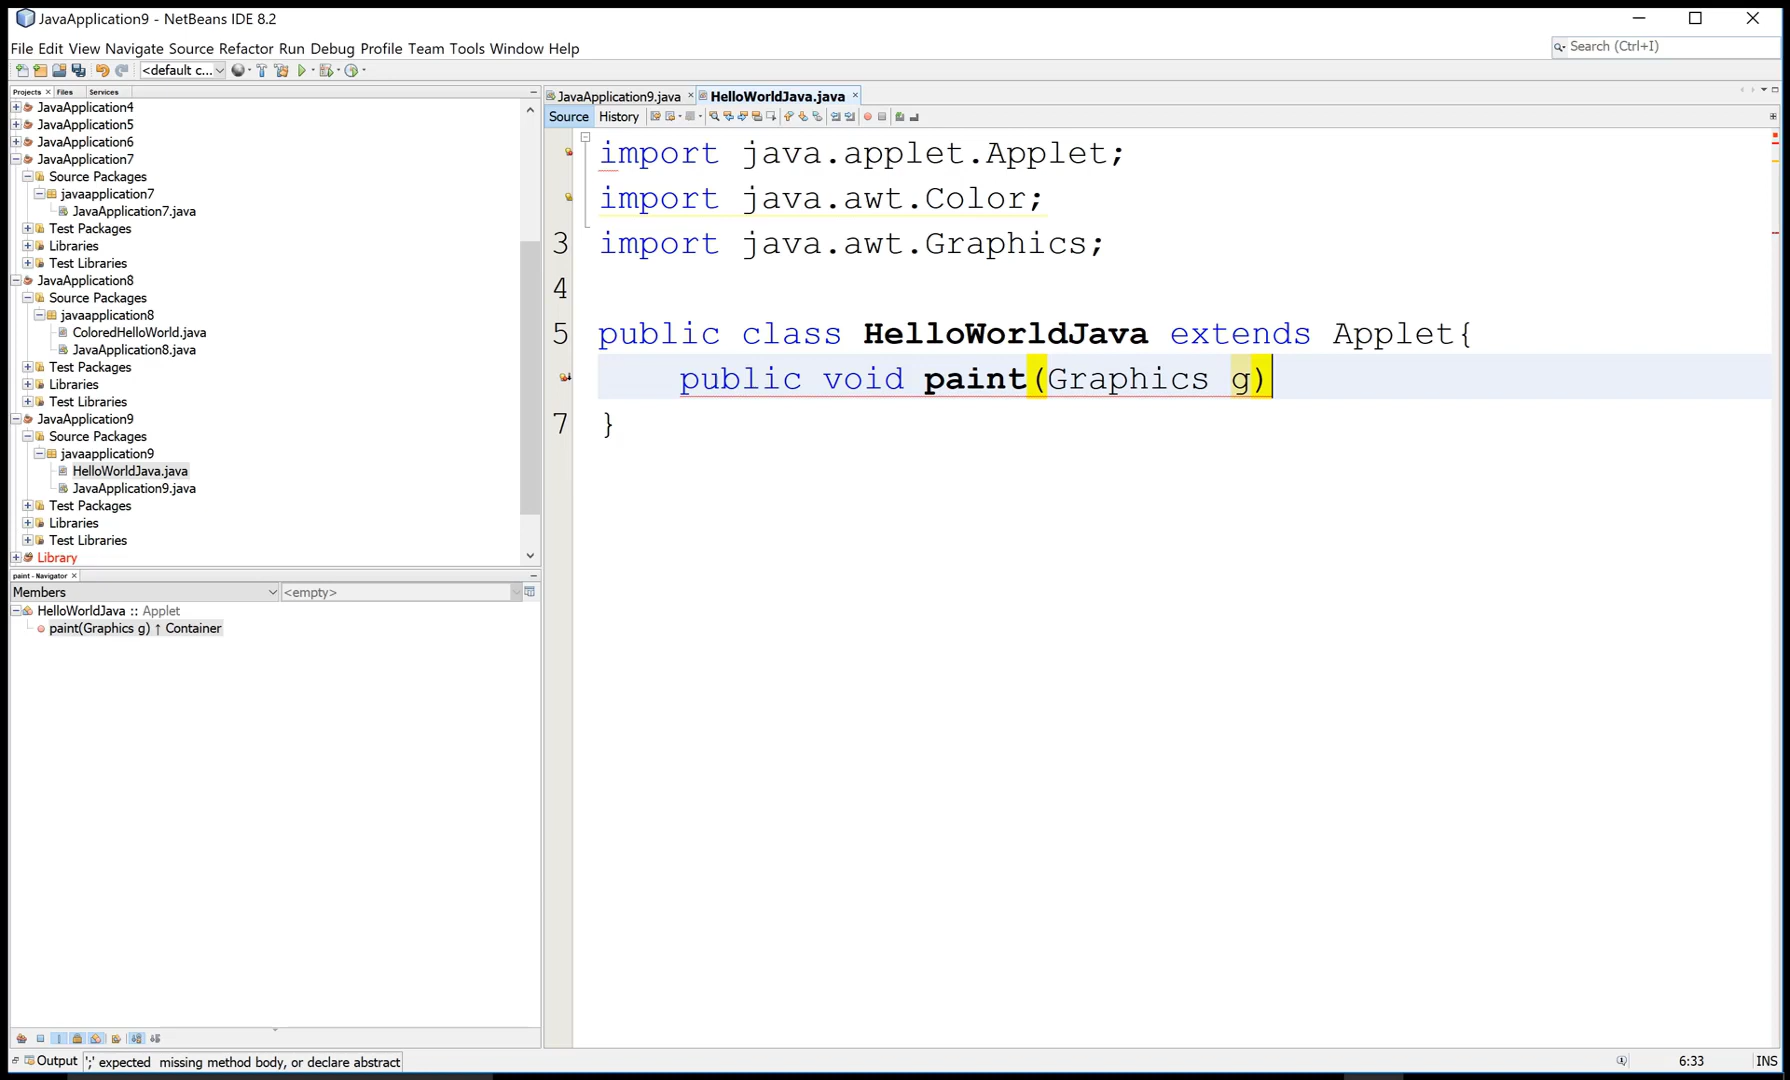 JavaApplication9 - NetBeans IDE 8.2
File Edit View Navigate Source Refactor Run Debug Profile Team Tools Window Help
Search (Ctrl+I)
<default c...
Projects Files Services
JavaApplication4
JavaApplication5
JavaApplication6
JavaApplication7
Source Packages
javaapplication7
JavaApplication7.java
Test Packages
Libraries
Test Libraries
JavaApplication8
Source Packages
javaapplication8
ColoredHelloWorld.java
JavaApplication8.java
Test Packages
Libraries
Test Libraries
JavaApplication9
Source Packages
javaapplication9
HelloWorldJava.java
JavaApplication9.java
Test Packages
Libraries
Test Libraries
Library
paint - Navigator
Members <empty>
HelloWorldJava :: Applet
paint(Graphics g) ↑ Container
JavaApplication9.java HelloWorldJava.java
Source History
import java.applet.Applet;
import java.awt.Color;
3 import java.awt.Graphics;
4
5 public class HelloWorldJava extends Applet{
public void paint(Graphics g)
7 }
Output ';' expected missing method body, or declare abstract
6:33 INS